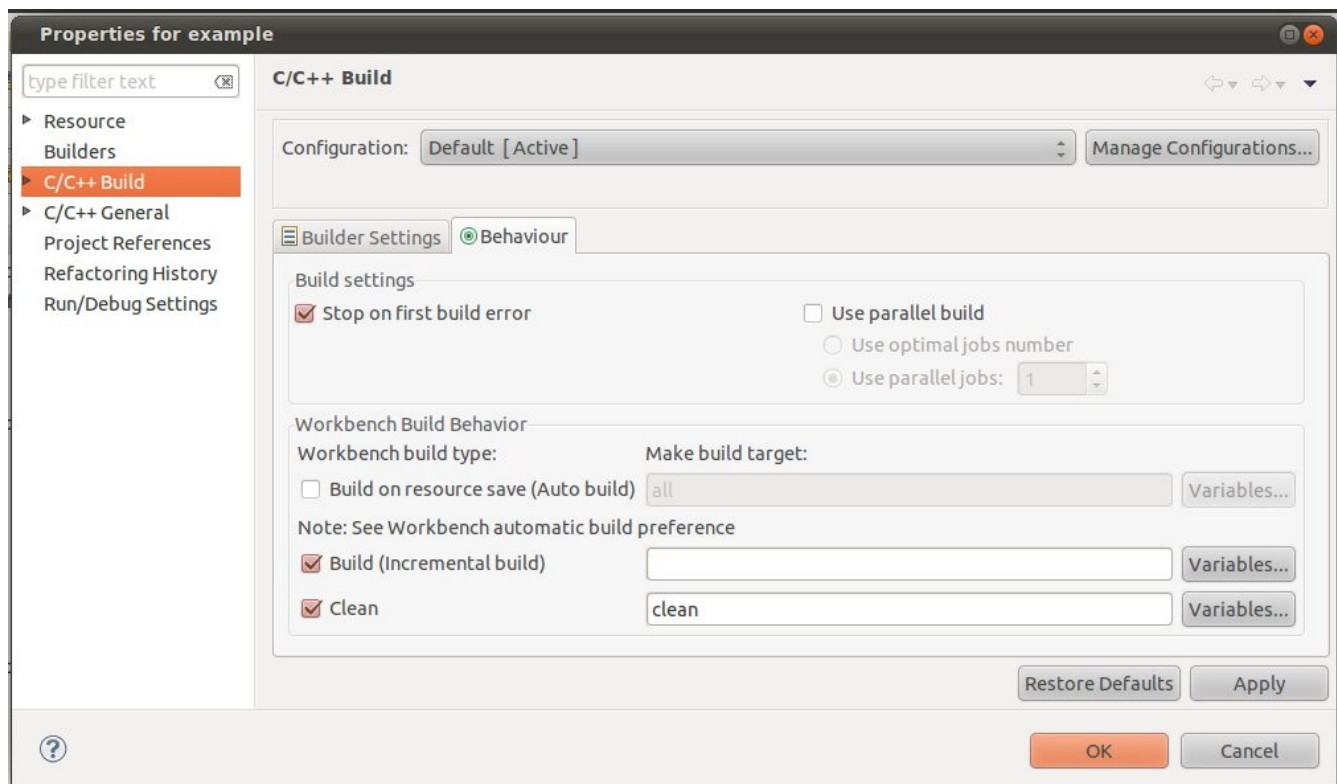 Properties for example
type filter text
C/C++ Build
Resource
Builders
C/C++ Build
C/C++ General
Project References
Refactoring History
Run/Debug Settings
Configuration: Default [Active] Manage Configurations...
Builder Settings Behaviour
Build settings
Stop on first build error Use parallel build
Use optimal jobs number
Use parallel jobs: 1
Workbench Build Behavior
Workbench build type: Make build target:
Build on resource save (Auto build) all Variables...
Note: See Workbench automatic build preference
Build (Incremental build) Variables...
Clean clean Variables...
Restore Defaults Apply
? OK Cancel